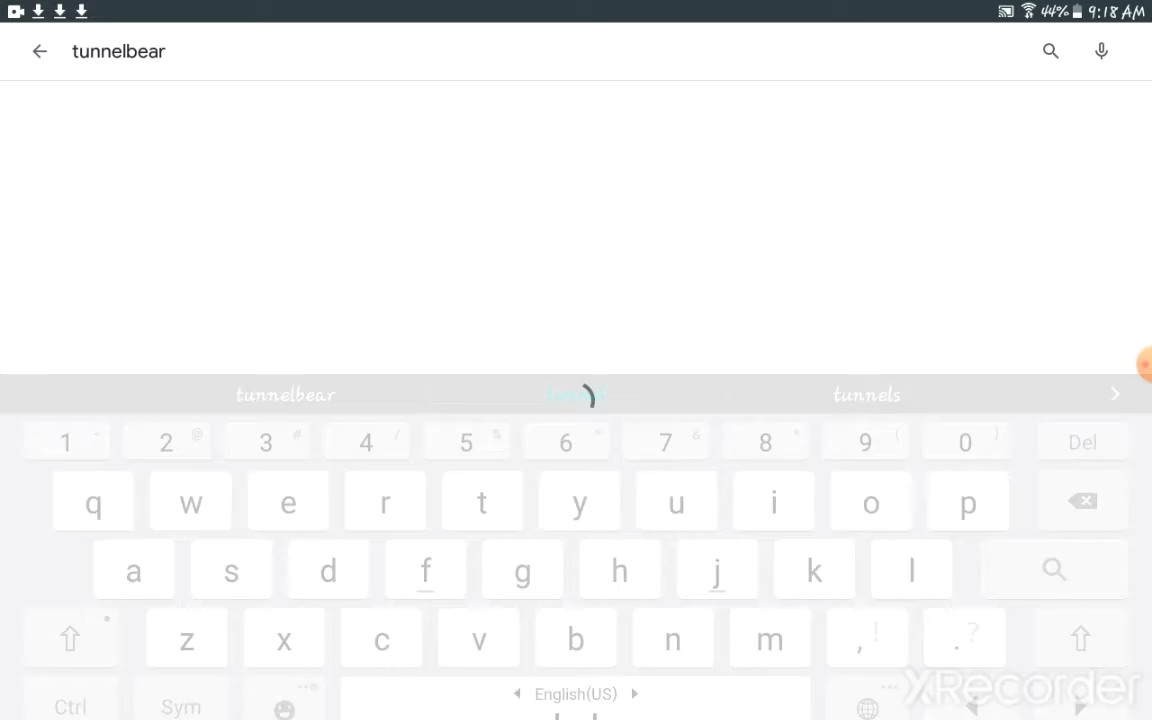 44% 9:18 AM
tunnelbear
tunnelbear tunnels
1 - 2 @ 3 # 4 / 5 % 6 ^ 7 & 8 * 9 ( 0 ) Del
q w e r t y u i o p
a s d f g h j k l
z x c v b n m , ! . ?
Ctrl Sym English(US)
XRecorder